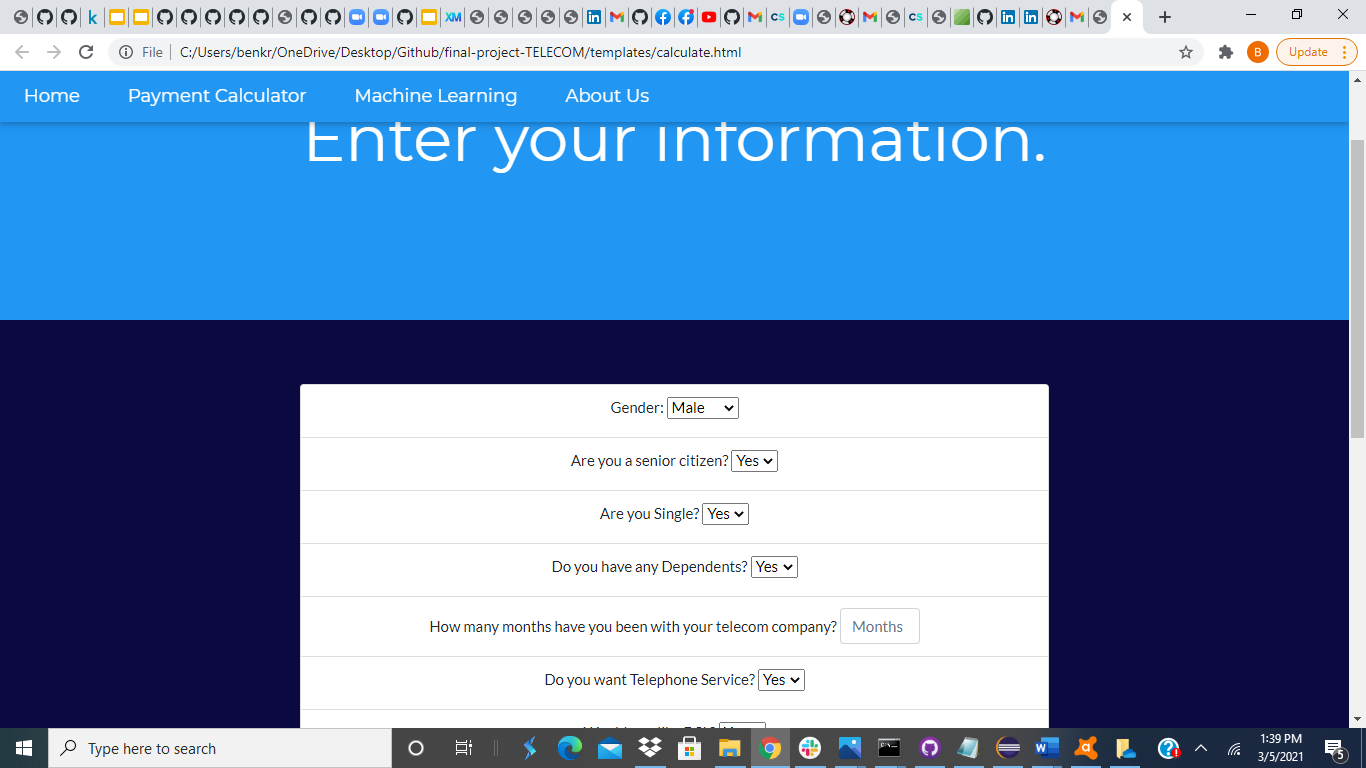 File
C:/Users/benkr/OneDrive/Desktop/Github/final-project-TELECOM/templates/calculate.html
B
Update
Home Payment Calculator Machine Learning About Us
Enter your information.
Gender: Male
Are you a senior citizen? Yes
Are you Single? Yes
Do you have any Dependents? Yes
How many months have you been with your telecom company? Months
Do you want Telephone Service? Yes
Type here to search
1:39 PM
3/5/2021
5